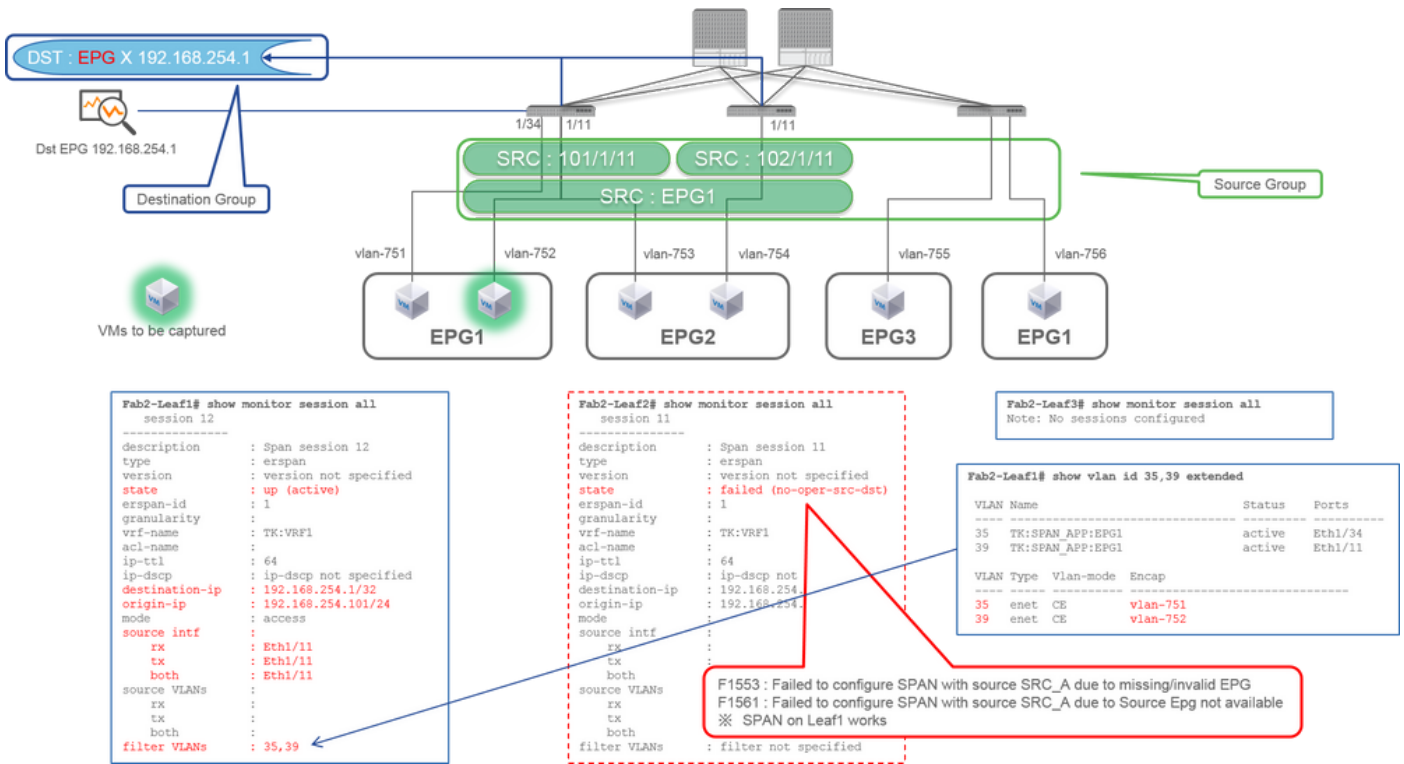 DST : EPG X 192.168.254.1
Dst EPG 192.168.254.1
Destination Group
1/34
1/11
1/11
SRC : 101/1/11
SRC : 102/1/11
SRC : EPG1
Source Group
vlan-751
vlan-752
vlan-753
vlan-754
vlan-755
vlan-756
VM
VMs to be captured
VM
VM
EPG1
VM
VM
EPG2
VM
EPG3
VM
EPG1
Fab2-Leaf1# show monitor session all
session 12
---------------
description : Span session 12
type : erspan
version : version not specified
state : up (active)
erspan-id : 1
granularity :
vrf-name : TK:VRF1
acl-name :
ip-ttl : 64
ip-dscp : ip-dscp not specified
destination-ip : 192.168.254.1/32
origin-ip : 192.168.254.101/24
mode : access
source intf :
rx : Eth1/11
tx : Eth1/11
both : Eth1/11
source VLANs :
rx :
tx :
both :
filter VLANs : 35,39
Fab2-Leaf2# show monitor session all
session 11
---------------
description : Span session 11
type : erspan
version : version not specified
state : failed (no-oper-src-dst)
erspan-id : 1
granularity :
vrf-name : TK:VRF1
acl-name :
ip-ttl : 64
ip-dscp : ip-dscp not
destination-ip : 192.168.254.
origin-ip : 192.168.254.
mode :
source intf :
rx :
tx :
both :
source VLANs :
rx :
tx :
both :
filter VLANs : filter not specified
F1553 : Failed to configure SPAN with source SRC_A due to missing/invalid EPG
F1561 : Failed to configure SPAN with source SRC_A due to Source Epg not available
※ SPAN on Leaf1 works
Fab2-Leaf3# show monitor session all
Note: No sessions configured
Fab2-Leaf1# show vlan id 35,39 extended
VLAN Name Status Ports
---- -------------------------------- --------- ----------
35 TK:SPAN_APP:EPG1 active Eth1/34
39 TK:SPAN_APP:EPG1 active Eth1/11
VLAN Type Vlan-mode Encap
---- ----- ---------- -------------------------------
35 enet CE vlan-751
39 enet CE vlan-752